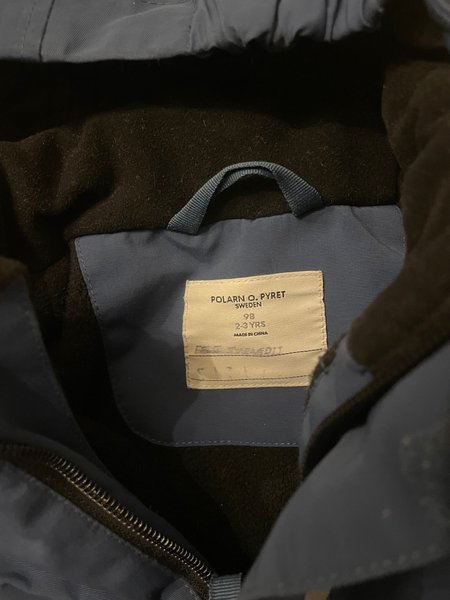 POLARN O. PYRET
SWEDEN
98
2-3 YRS
MADE IN CHINA